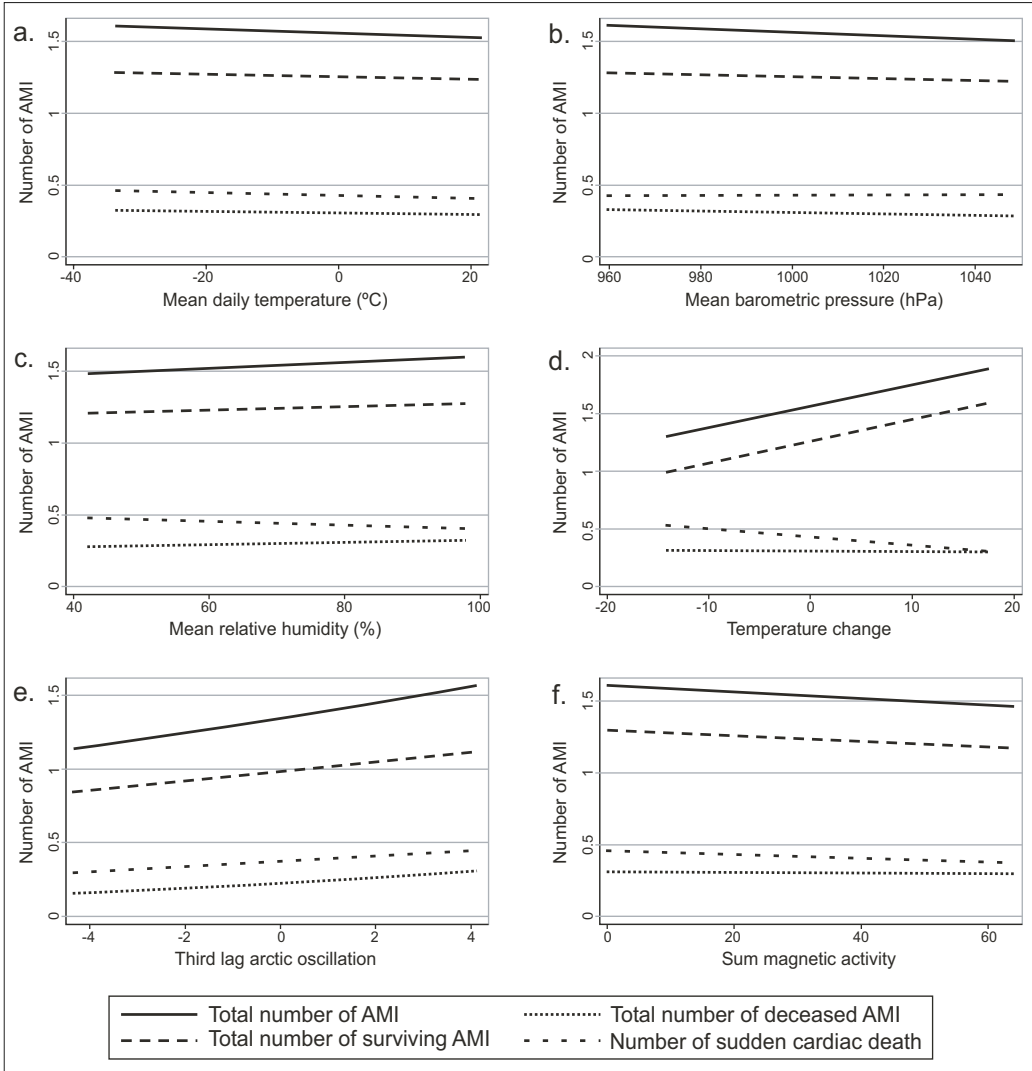 a.
Number of AMI
1.5
1
0.5
0
-40 -20 0 20
Mean daily temperature (ºC)
b.
Number of AMI
1.5
1
0.5
0
960 980 1000 1020 1040
Mean barometric pressure (hPa)
c.
Number of AMI
1.5
1
0.5
0
40 60 80 100
Mean relative humidity (%)
d.
Number of AMI
2
1.5
1
0.5
0
-20 -10 0 10 20
Temperature change
e.
Number of AMI
1.5
1
0.5
0
-4 -2 0 2 4
Third lag arctic oscillation
f.
Number of AMI
1.5
1
0.5
0
0 20 40 60
Sum magnetic activity
Total number of AMI
Total number of deceased AMI
Total number of surviving AMI
Number of sudden cardiac death